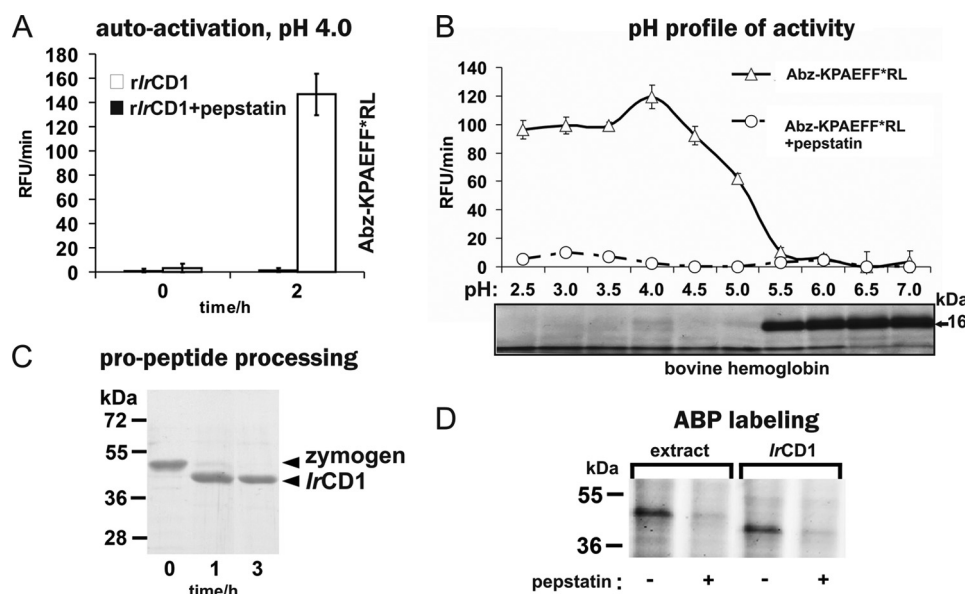 A
auto-activation, pH 4.0
180
160
140
120
100
80
60
40
20
0
RFU/min
rIrCD1
rIrCD1+pepstatin
Abz-KPAEFF*RL
0 2
time/h
B
pH profile of activity
140
120
100
80
60
40
20
0
RFU/min
Abz-KPAEFF*RL
Abz-KPAEFF*RL
+pepstatin
pH: 2.5 3.0 3.5 4.0 4.5 5.0 5.5 6.0 6.5 7.0
kDa
16
bovine hemoglobin
C
pro-peptide processing
kDa
72
55
36
28
zymogen
IrCD1
0 1 3
time/h
D
ABP labeling
extract IrCD1
kDa
55
36
pepstatin : - + - +